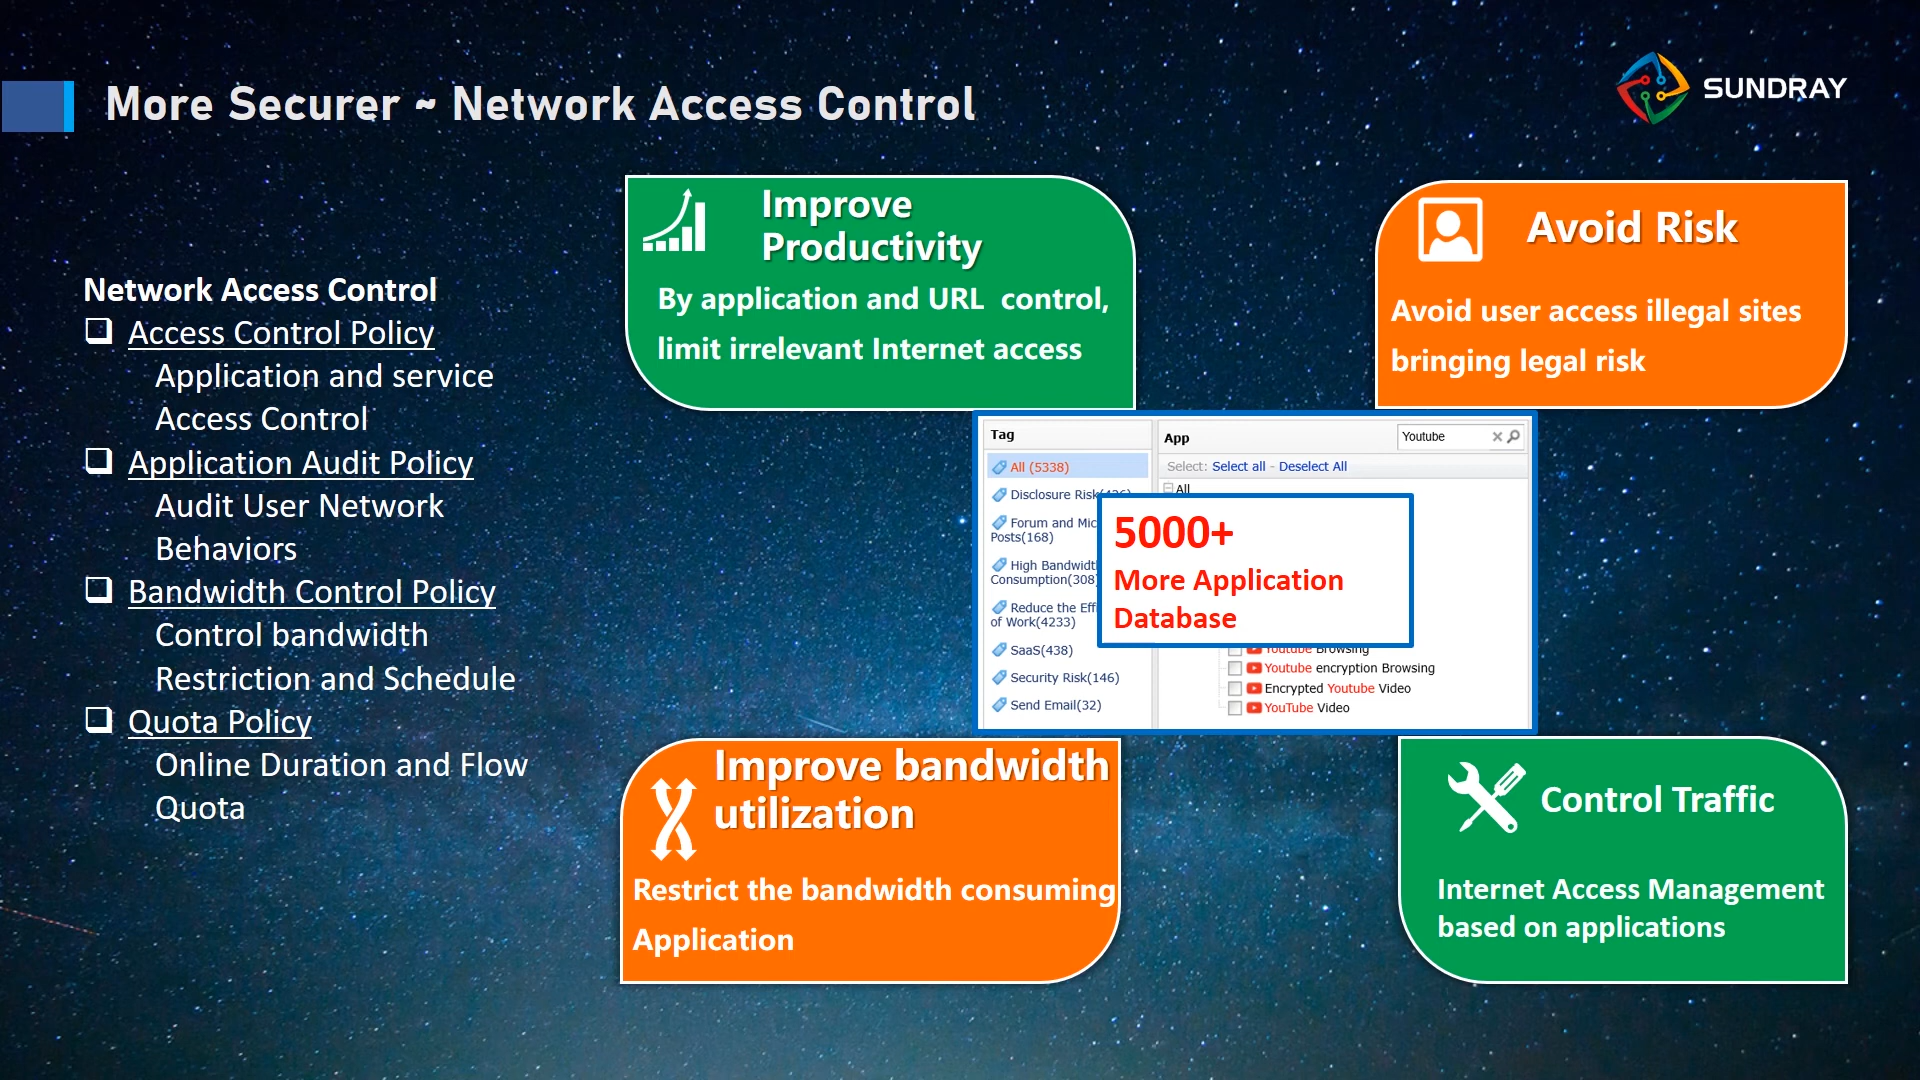 More Securer ~ Network Access Control
SUNDRAY
Network Access Control
Access Control Policy
Application and service
Access Control
Application Audit Policy
Audit User Network
Behaviors
Bandwidth Control Policy
Control bandwidth
Restriction and Schedule
Quota Policy
Online Duration and Flow
Quota
Improve
Productivity
By application and URL control,
limit irrelevant Internet access
Avoid Risk
Avoid user access illegal sites
bringing legal risk
Tag
All (5338)
Disclosure Risk
Forum and
Posts(168)
High
Consumption(308)
Reduce the
of Work(4233)
SaaS(438)
Security Risk(146)
Send Email(32)
App
Youtube
Select: Select all - Deselect All
All
5000+
More Application
Database
Youtube Browsing
Youtube encryption Browsing
Encrypted Youtube Video
YouTube Video
Improve bandwidth
utilization
Restrict the bandwidth consuming
Application
Control Traffic
Internet Access Management
based on applications